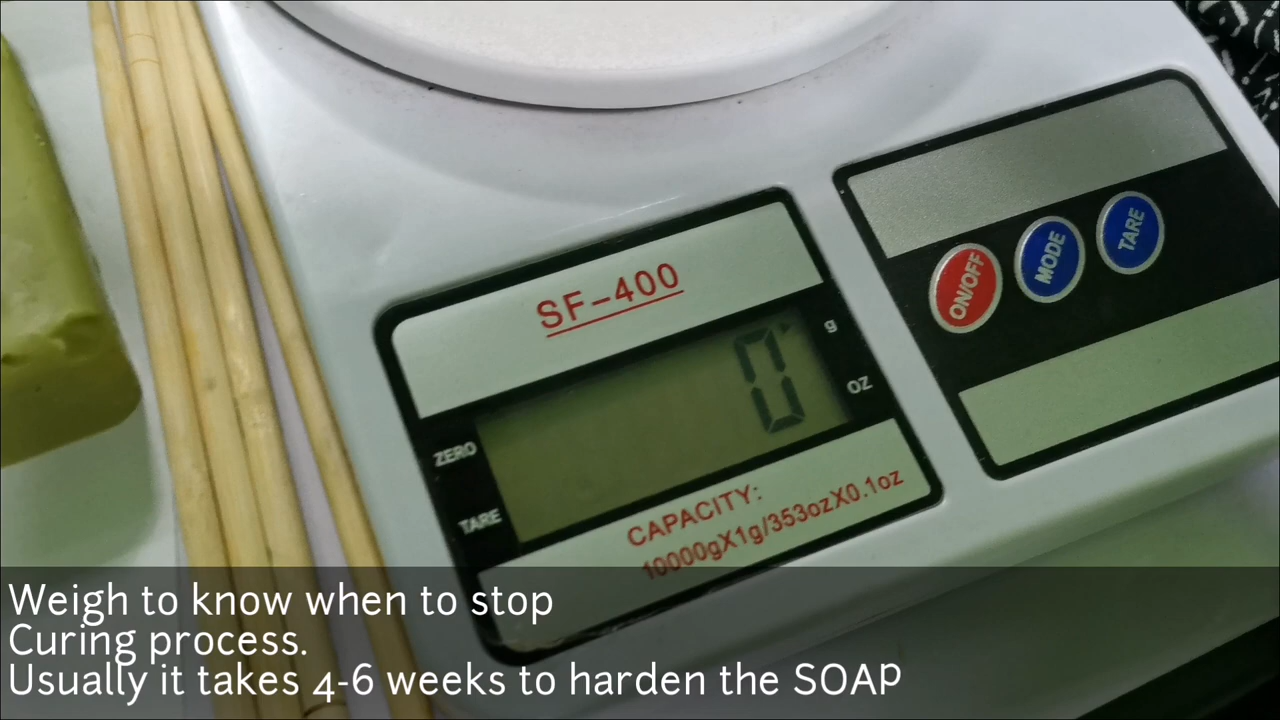 SF-400
0
g
OZ
ZERO
TARE
CAPACITY:
10000gX1g/353ozX0.1oz
ON/OFF
MODE
TARE
Weigh to know when to stop
Curing process.
Usually it takes 4-6 weeks to harden the SOAP